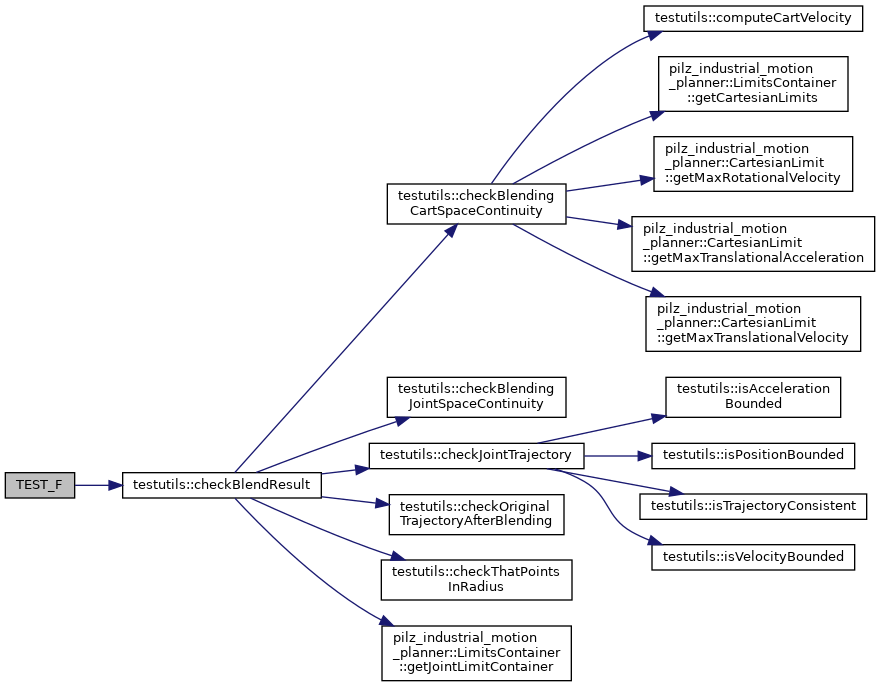 TEST_F
testutils::checkBlendResult
testutils::checkBlending
CartSpaceContinuity
testutils::computeCartVelocity
pilz_industrial_motion
_planner::LimitsContainer
::getCartesianLimits
pilz_industrial_motion
_planner::CartesianLimit
::getMaxRotationalVelocity
pilz_industrial_motion
_planner::CartesianLimit
::getMaxTranslationalAcceleration
pilz_industrial_motion
_planner::CartesianLimit
::getMaxTranslationalVelocity
testutils::checkBlending
JointSpaceContinuity
testutils::checkJointTrajectory
testutils::isAcceleration
Bounded
testutils::isPositionBounded
testutils::isTrajectoryConsistent
testutils::isVelocityBounded
testutils::checkOriginal
TrajectoryAfterBlending
testutils::checkThatPoints
InRadius
pilz_industrial_motion
_planner::LimitsContainer
::getJointLimitContainer